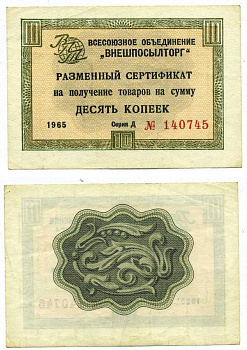 ВСЕСОЮЗНОЕ ОБЪЕДИНЕНИЕ
„ВНЕШПОСЫЛТОРГ"
РАЗМЕННЫЙ СЕРТИФИКАТ
на получение товаров на сумму
ДЕСЯТЬ КОПЕЕК
1965 Серия Д № 140745